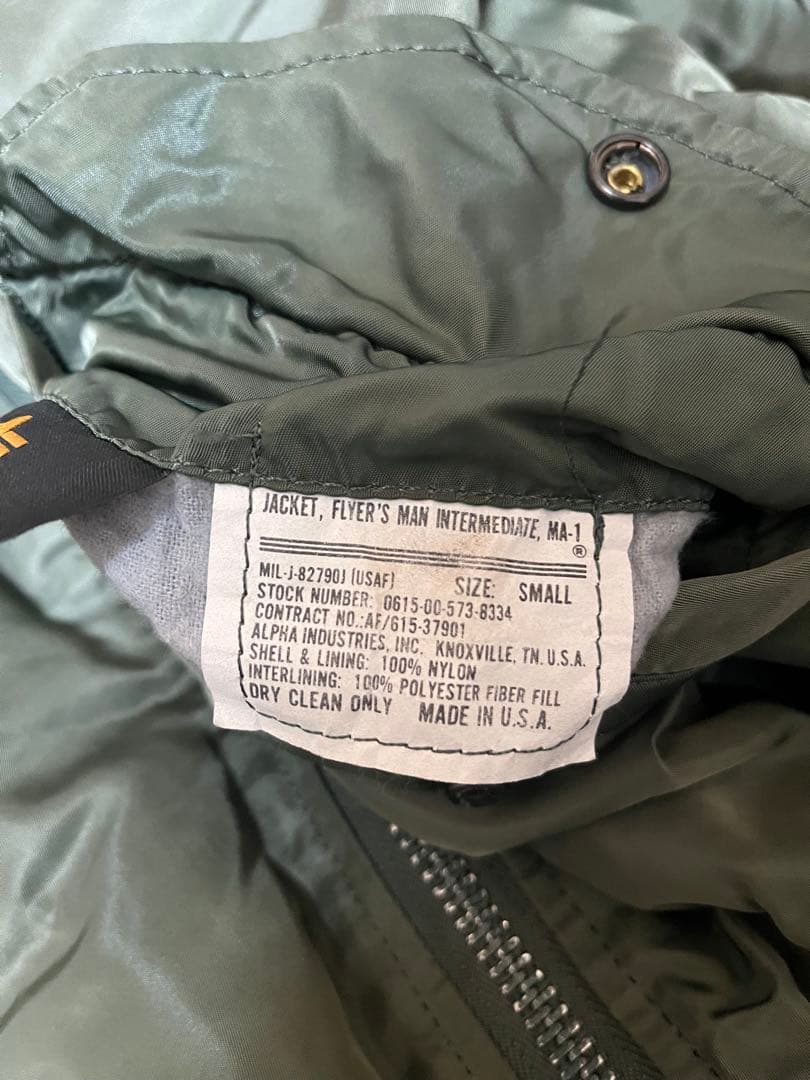 JACKET, FLYER'S MAN INTERMEDIATE, MA-1
®
MIL-J-82790J (USAF) SIZE: SMALL
STOCK NUMBER: 0615-00-573-8334
CONTRACT NO.:AF/615-37901
ALPHA INDUSTRIES, INC. KNOXVILLE, TN. U.S.A.
SHELL & LINING: 100% NYLON
INTERLINING: 100% POLYESTER FIBER FILL
DRY CLEAN ONLY MADE IN U.S.A.